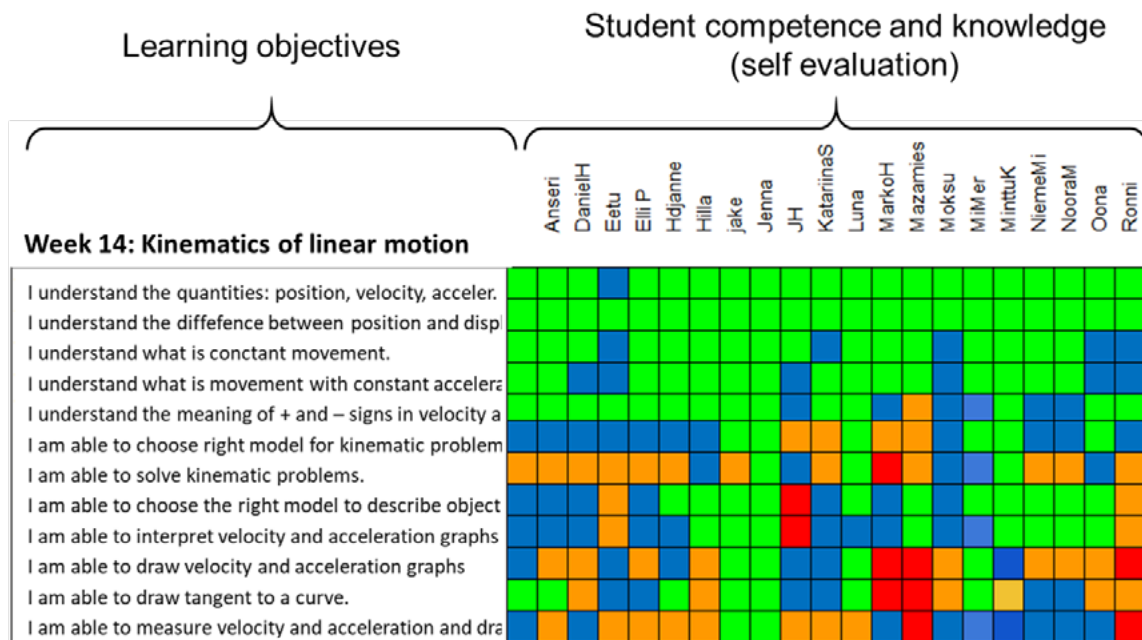 Learning objectives
Student competence and knowledge
(self evaluation)
Anseri
DanielH
Eetu
Elli P
Hdjanne
Hilla
jake
Jenna
JH
KatariinaS
Luna
MarkoH
Mazamies
Moksu
MiMer
MinttuK
NiemeMi
NooraM
Oona
Ronni
Week 14: Kinematics of linear motion
I understand the quantities: position, velocity, acceler.
I understand the diffefence between position and displ
I understand what is conctant movement.
I understand what is movement with constant accelera
I understand the meaning of + and – signs in velocity a
I am able to choose right model for kinematic problem
I am able to solve kinematic problems.
I am able to choose the right model to describe object
I am able to interpret velocity and acceleration graphs
I am able to draw velocity and acceleration graphs
I am able to draw tangent to a curve.
I am able to measure velocity and acceleration and dra